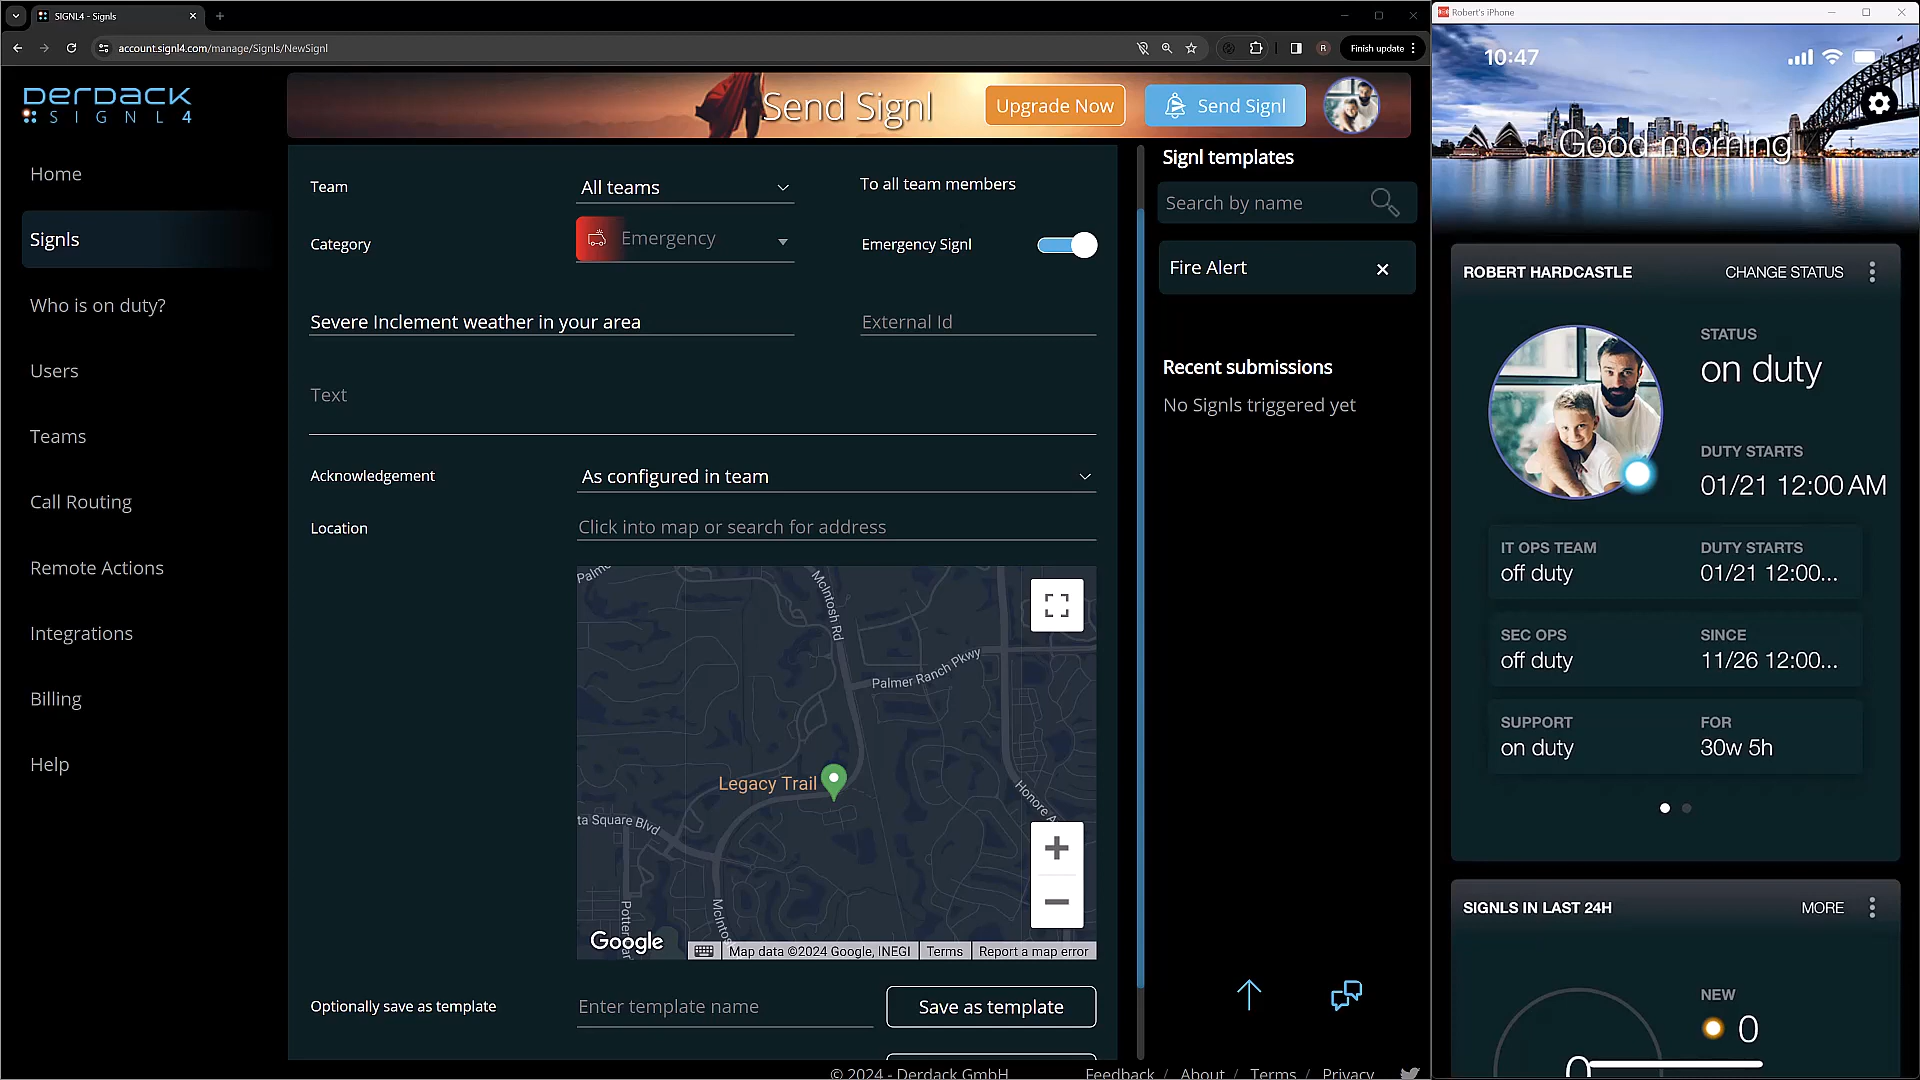 SIGNL4 - Signls
account.signl4.com/manage/Signls/NewSignl
Finish update
R
DERDACK
SIGNL4
Home
Signls
Who is on duty?
Users
Teams
Call Routing
Remote Actions
Integrations
Billing
Help
Send Signl
Upgrade Now
Send Signl
Team
All teams
To all team members
Category
Emergency
Emergency Signl
Severe Inclement weather in your area
External Id
Text
Acknowledgement
As configured in team
Location
Click into map or search for address
McIntosh Rd
Palmer Ranch Pkwy
Legacy Trail
Honore A
ta Square Blvd
Google
Map data ©2024 Google, INEGI
Terms
Report a map error
Optionally save as template
Enter template name
Save as template
Signl templates
Search by name
Fire Alert
Recent submissions
No Signls triggered yet
© 2024 - Derdack GmbH
Feedback / About / Terms / Privacy
Robert's iPhone
10:47
Good morning
ROBERT HARDCASTLE
CHANGE STATUS
STATUS
on duty
DUTY STARTS
01/21 12:00 AM
IT OPS TEAM
off duty
DUTY STARTS
01/21 12:00...
SEC OPS
off duty
SINCE
11/26 12:00...
SUPPORT
on duty
FOR
30w 5h
SIGNLS IN LAST 24H
MORE
NEW
0
0